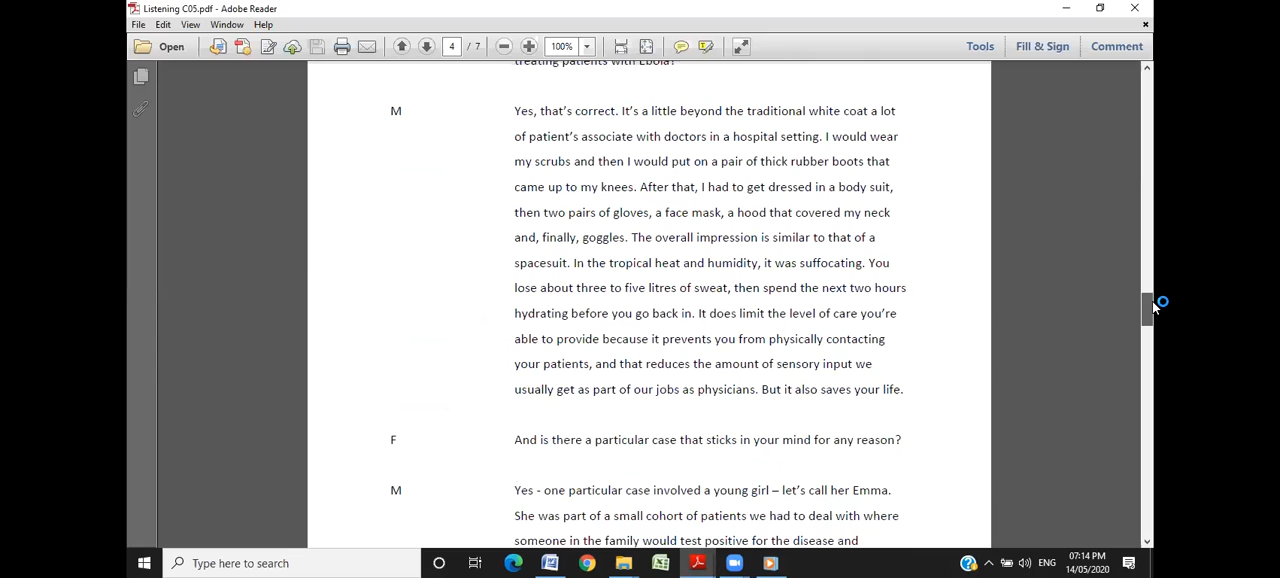 Listening C05.pdf - Adobe Reader
File Edit View Window Help
Open 4 / 7 100% Tools Fill & Sign Comment
treating patients with Ebola?
M Yes, that's correct. It's a little beyond the traditional white coat a lot
of patient's associate with doctors in a hospital setting. I would wear
my scrubs and then I would put on a pair of thick rubber boots that
came up to my knees. After that, I had to get dressed in a body suit,
then two pairs of gloves, a face mask, a hood that covered my neck
and, finally, goggles. The overall impression is similar to that of a
spacesuit. In the tropical heat and humidity, it was suffocating. You
lose about three to five litres of sweat, then spend the next two hours
hydrating before you go back in. It does limit the level of care you're
able to provide because it prevents you from physically contacting
your patients, and that reduces the amount of sensory input we
usually get as part of our jobs as physicians. But it also saves your life.
F And is there a particular case that sticks in your mind for any reason?
M Yes - one particular case involved a young girl – let's call her Emma.
She was part of a small cohort of patients we had to deal with where
someone in the family would test positive for the disease and
Type here to search ENG 07:14 PM
14/05/2020